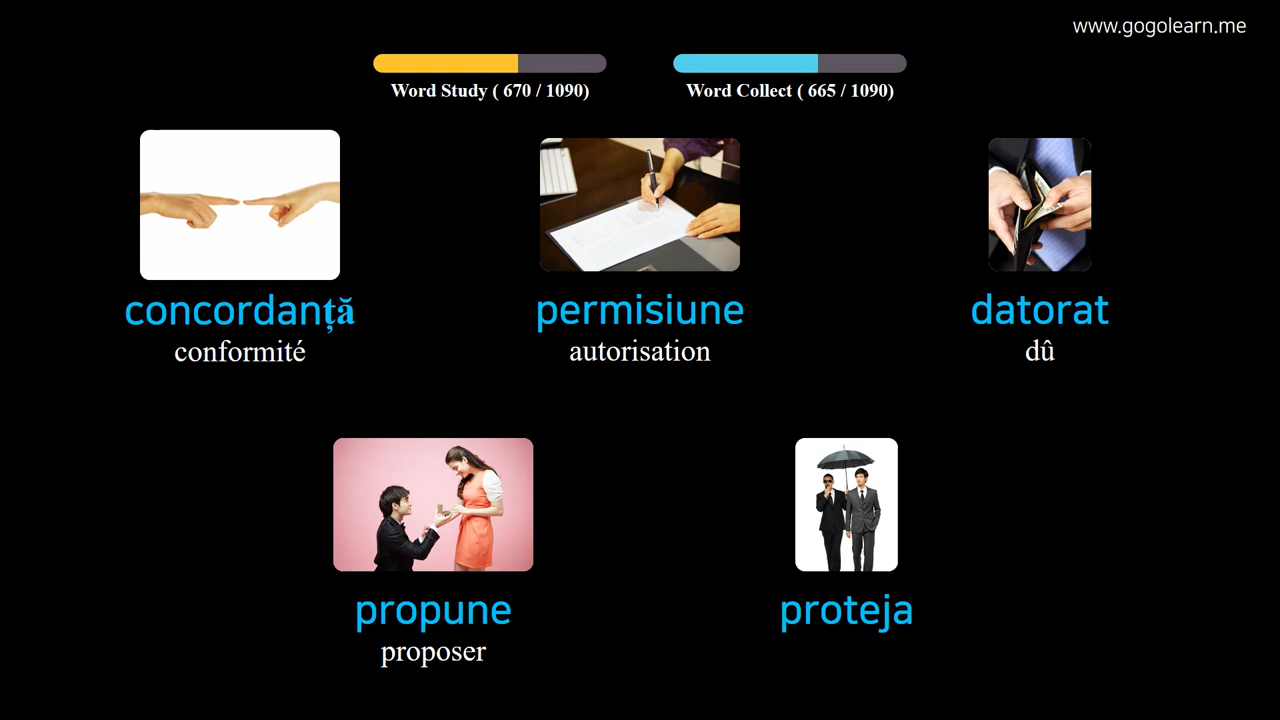 www.gogolearn.me
Word Study ( 670 / 1090)
Word Collect ( 665 / 1090)
concordanță
conformité
permisiune
autorisation
datorat
dû
propune
proposer
proteja